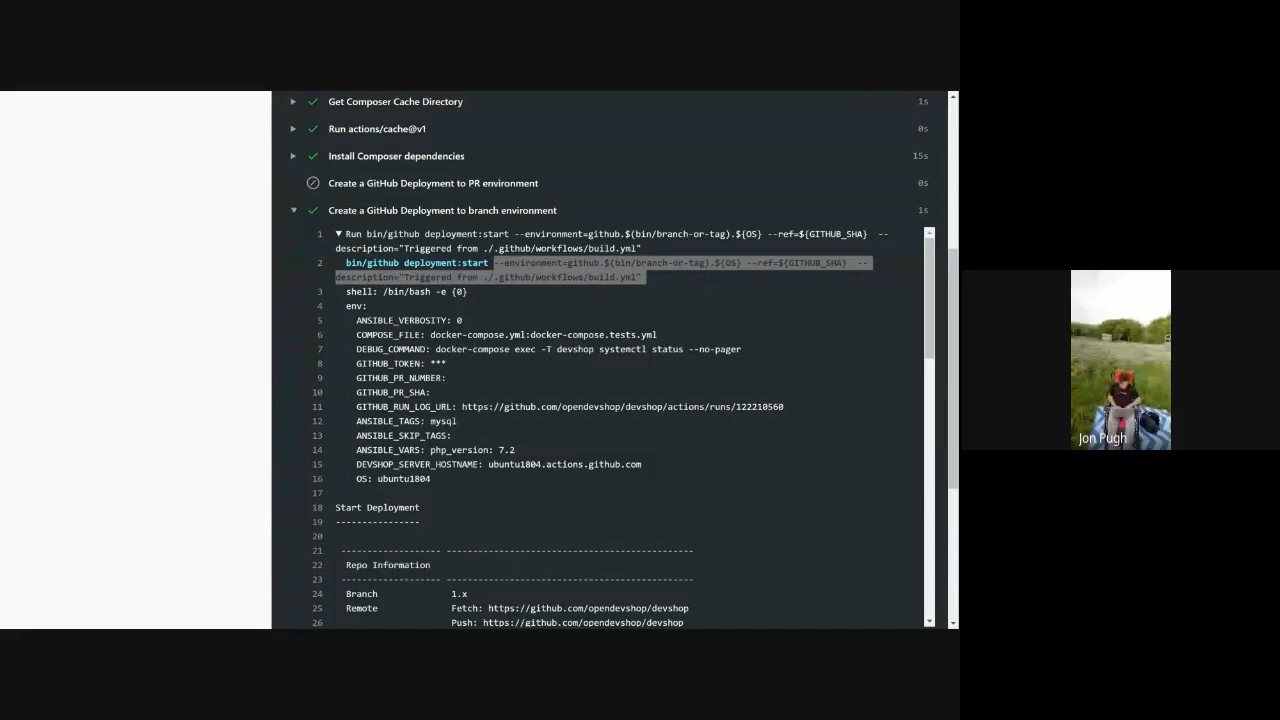 Get Composer Cache Directory 1s
Run actions/cache@v1 0s
Install Composer dependencies 15s
Create a GitHub Deployment to PR environment 0s
Create a GitHub Deployment to branch environment 1s
1 ▼ Run bin/github deployment:start --environment=github.$(bin/branch-or-tag).${OS} --ref=${GITHUB_SHA} --
description="Triggered from ./.github/workflows/build.yml"
2 bin/github deployment:start --environment=github.$(bin/branch-or-tag).${OS} --ref=${GITHUB_SHA} --
description="Triggered from ./.github/workflows/build.yml"
3 shell: /bin/bash -e {0}
4 env:
5 ANSIBLE_VERBOSITY: 0
6 COMPOSE_FILE: docker-compose.yml:docker-compose.tests.yml
7 DEBUG_COMMAND: docker-compose exec -T devshop systemctl status --no-pager
8 GITHUB_TOKEN: ***
9 GITHUB_PR_NUMBER:
10 GITHUB_PR_SHA:
11 GITHUB_RUN_LOG_URL: https://github.com/opendevshop/devshop/actions/runs/122210560
12 ANSIBLE_TAGS: mysql
13 ANSIBLE_SKIP_TAGS:
14 ANSIBLE_VARS: php_version: 7.2
15 DEVSHOP_SERVER_HOSTNAME: ubuntu1804.actions.github.com
16 OS: ubuntu1804
17
18 Start Deployment
19 ----------------
20
21 ------------------- -----------------------------------------------
22 Repo Information
23 ------------------- -----------------------------------------------
24 Branch 1.x
25 Remote Fetch: https://github.com/opendevshop/devshop
26 Push: https://github.com/opendevshop/devshop
Jon Pugh